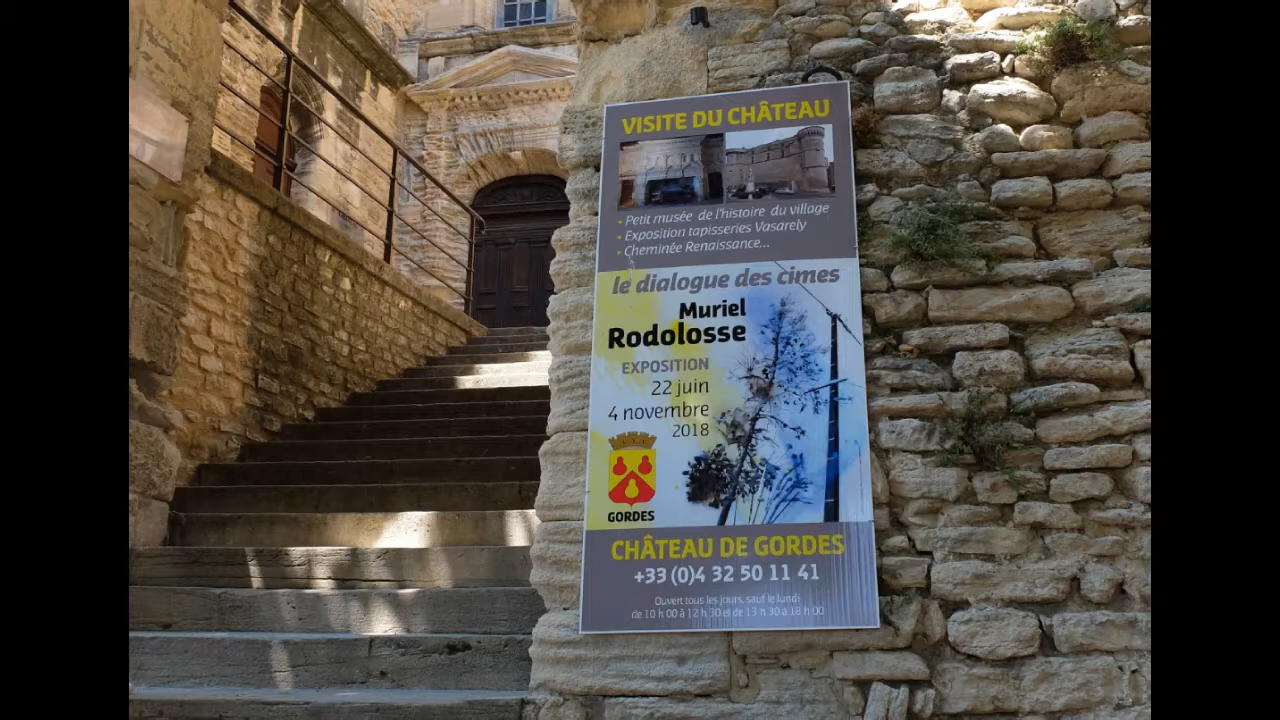 VISITE DU CHÂTEAU
• Petit musée de l'histoire du village
• Exposition tapisseries Vasarely
• Cheminée Renaissance...
le dialogue des cimes
Muriel
Rodolosse
EXPOSITION
22 juin
4 novembre
2018
GORDES
CHÂTEAU DE GORDES
+33 (0)4 32 50 11 41
Ouvert tous les jours, sauf le lundi
de 10 h 00 à 12 h 30 et de 13 h 30 à 18 h 00